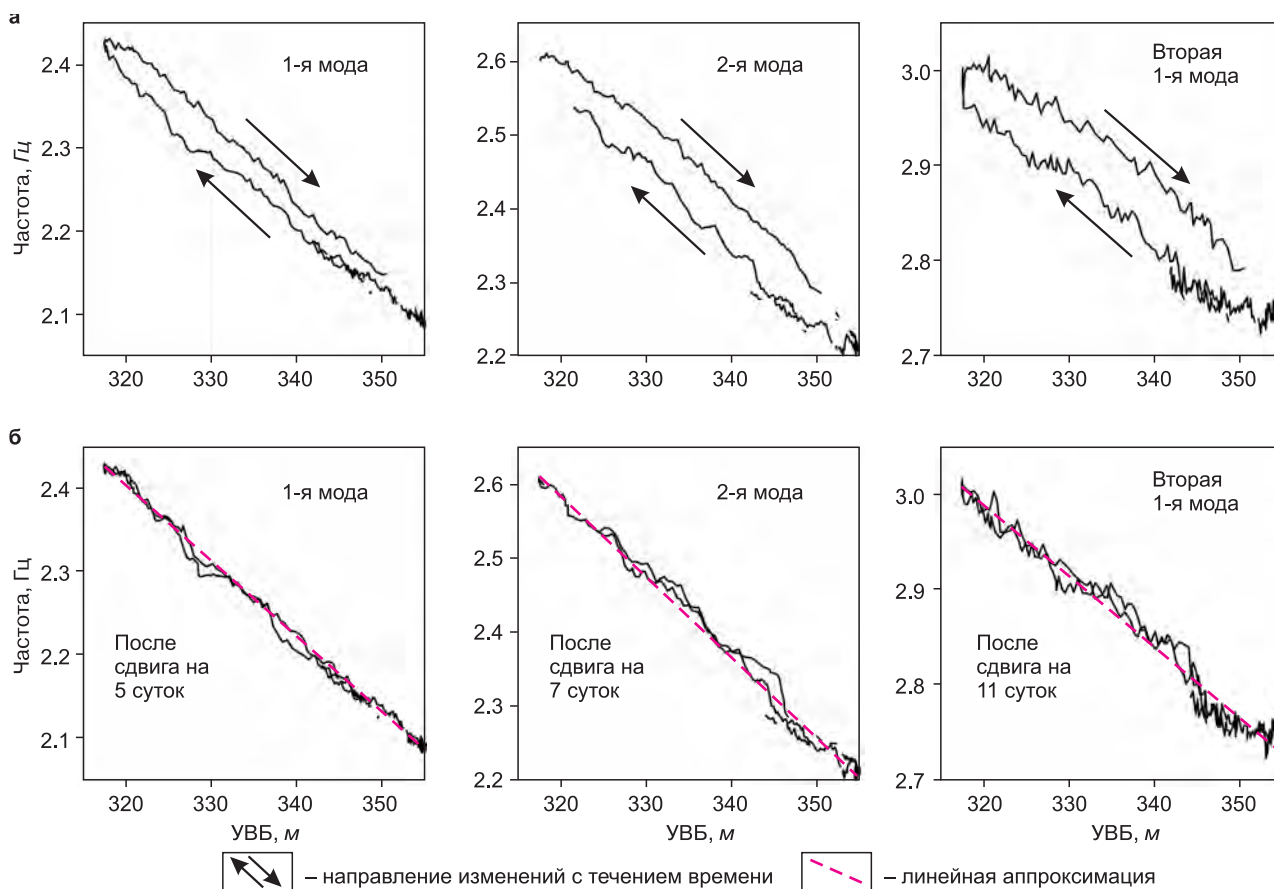 а
1-я мода
2-я мода
Вторая
1-я мода
Частота, Гц
2.4
2.3
2.2
2.1
2.6
2.5
2.4
2.3
2.2
3.0
2.9
2.8
2.7
320 330 340 350
320 330 340 350
320 330 340 350
б
1-я мода
2-я мода
Вторая
1-я мода
Частота, Гц
2.4
2.3
2.2
2.1
2.6
2.5
2.4
2.3
2.2
3.0
2.9
2.8
2.7
После
сдвига на
5 суток
После
сдвига на
7 суток
После
сдвига на
11 суток
320 330 340 350
320 330 340 350
320 330 340 350
УВБ, м
УВБ, м
УВБ, м
– направление изменений с течением времени
– линейная аппроксимация